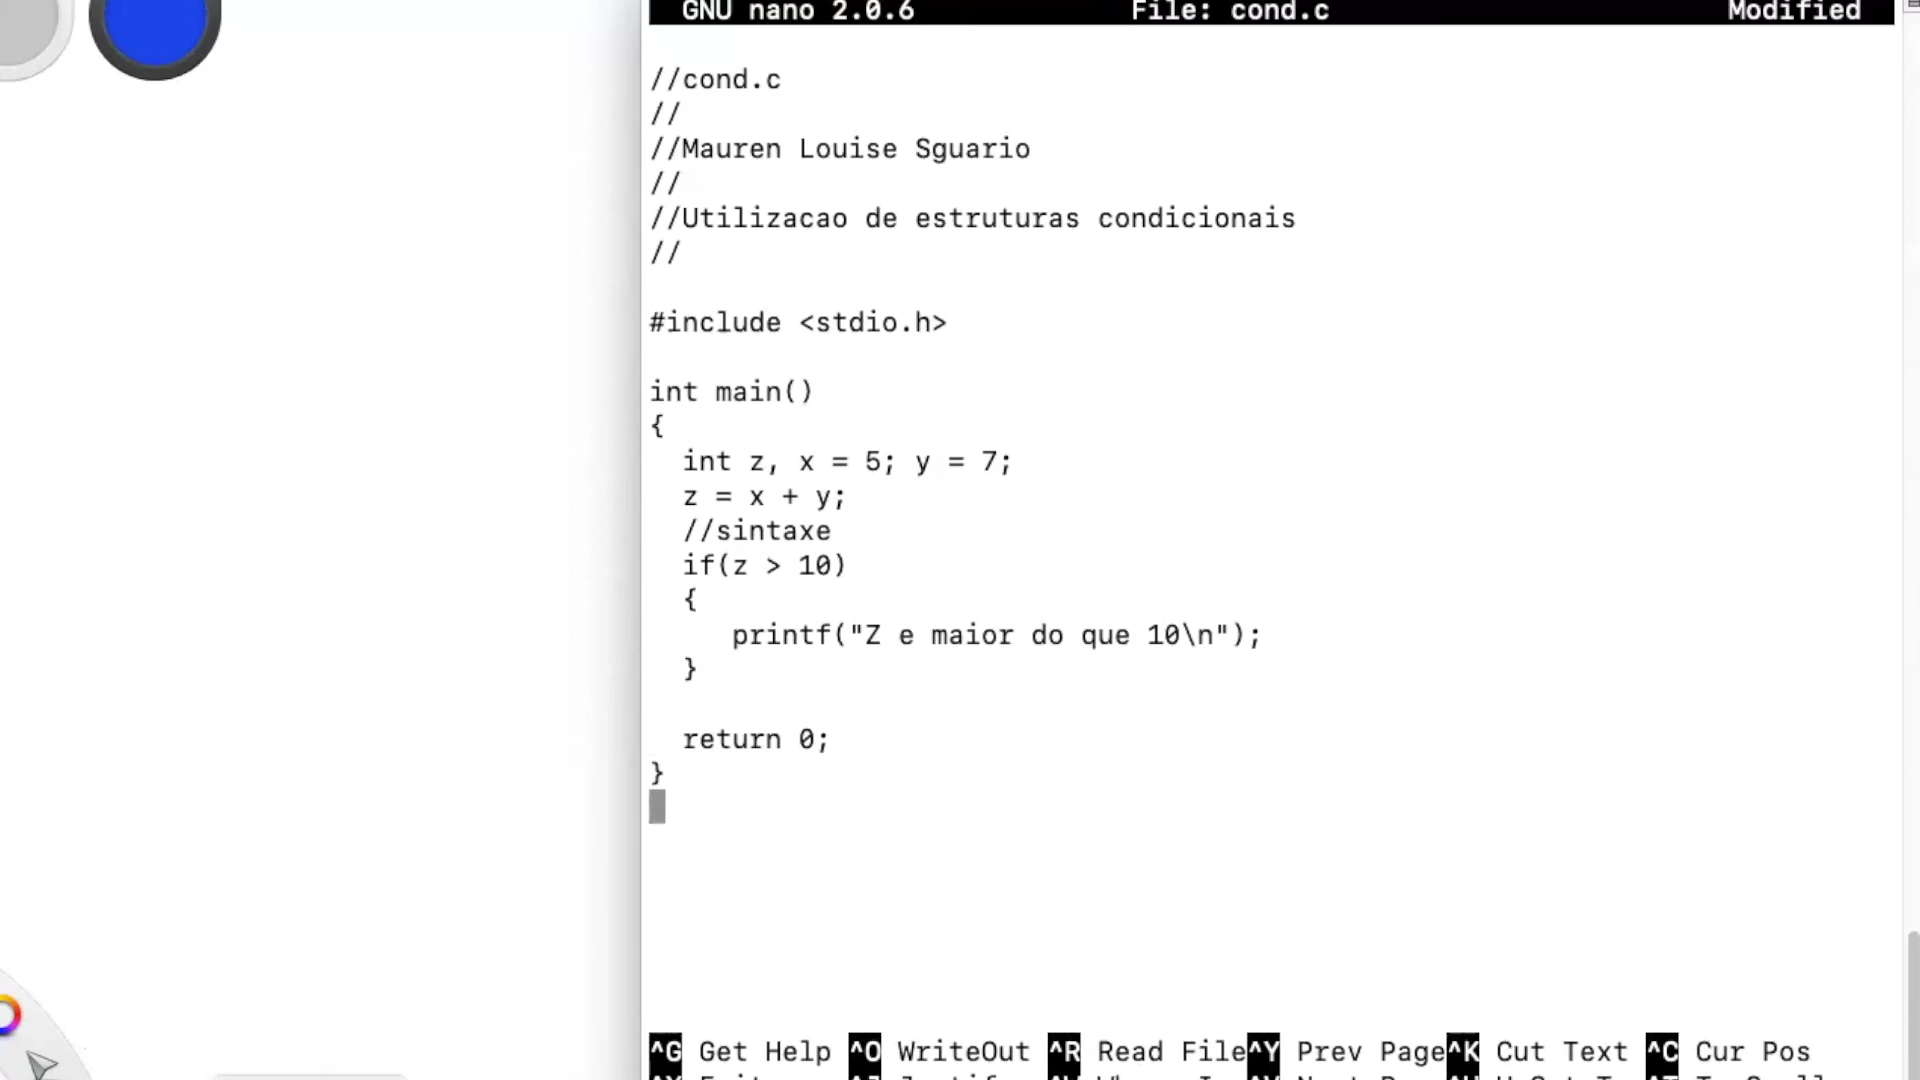 GNU nano 2.0.6 File: cond.c Modified
//cond.c
//
//Mauren Louise Sguario
//
//Utilizacao de estruturas condicionais
//
#include <stdio.h>
int main()
{
int z, x = 5; y = 7;
z = x + y;
//sintaxe
if(z > 10)
{
printf("Z e maior do que 10\n");
}
return 0;
}
^G Get Help ^O WriteOut ^R Read File ^Y Prev Page ^K Cut Text ^C Cur Pos